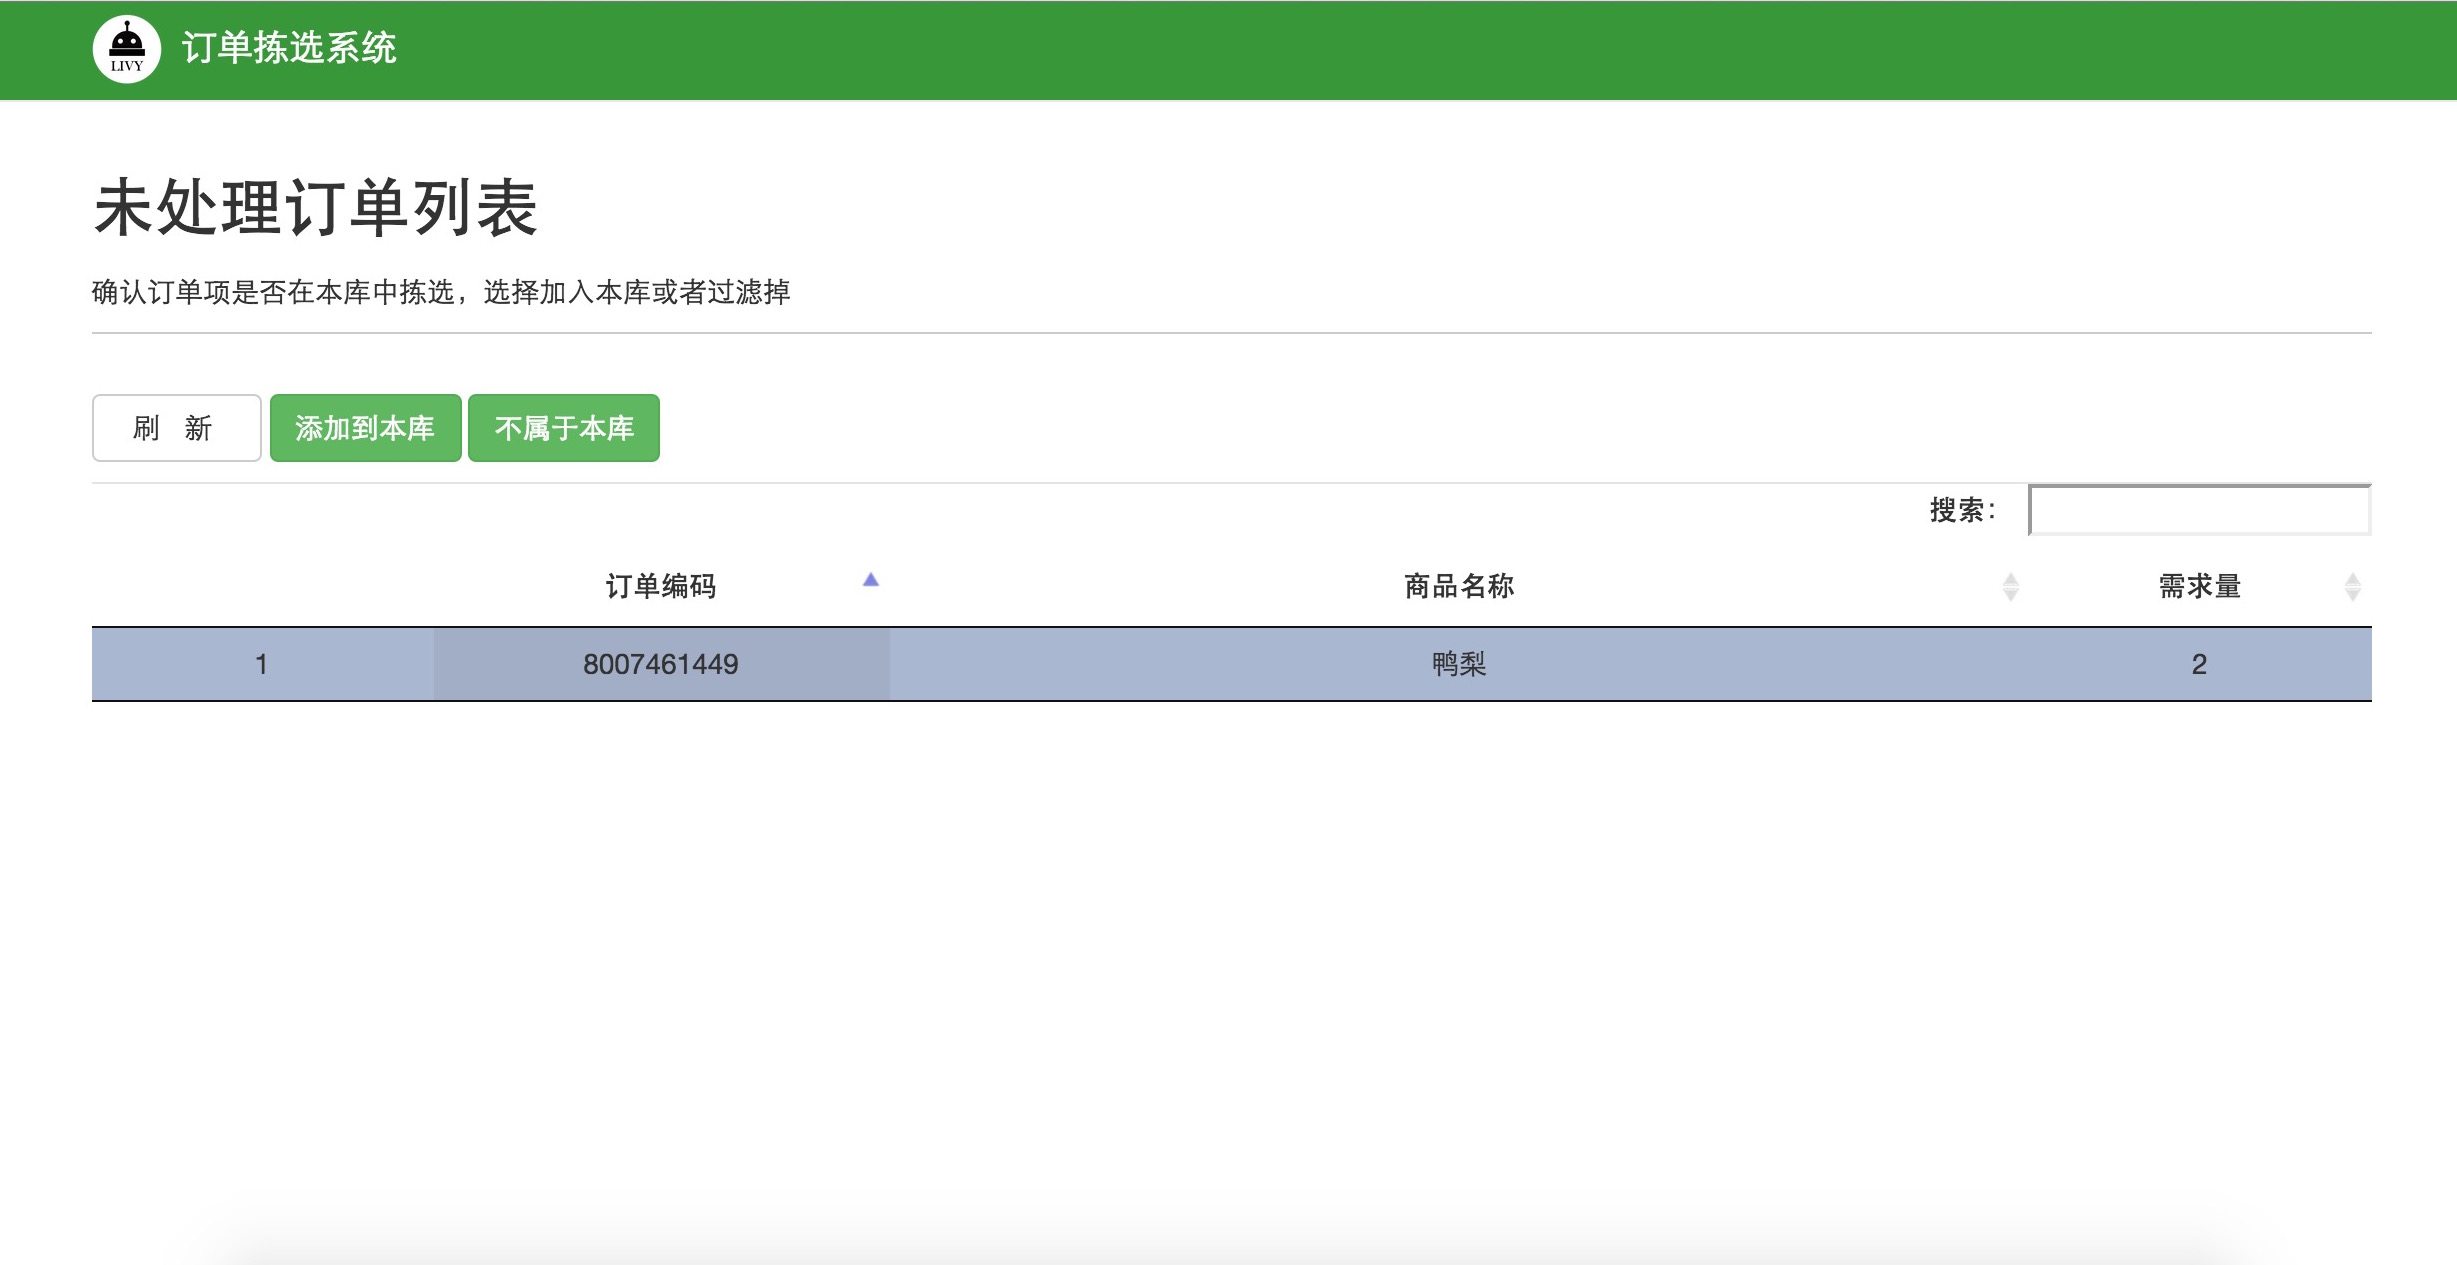 LIVY 订单拣选系统
未处理订单列表
确认订单项是否在本库中拣选，选择加入本库或者过滤掉
刷 新 添加到本库 不属于本库
搜索：
订单编码 商品名称 需求量
1 8007461449 鸭梨 2